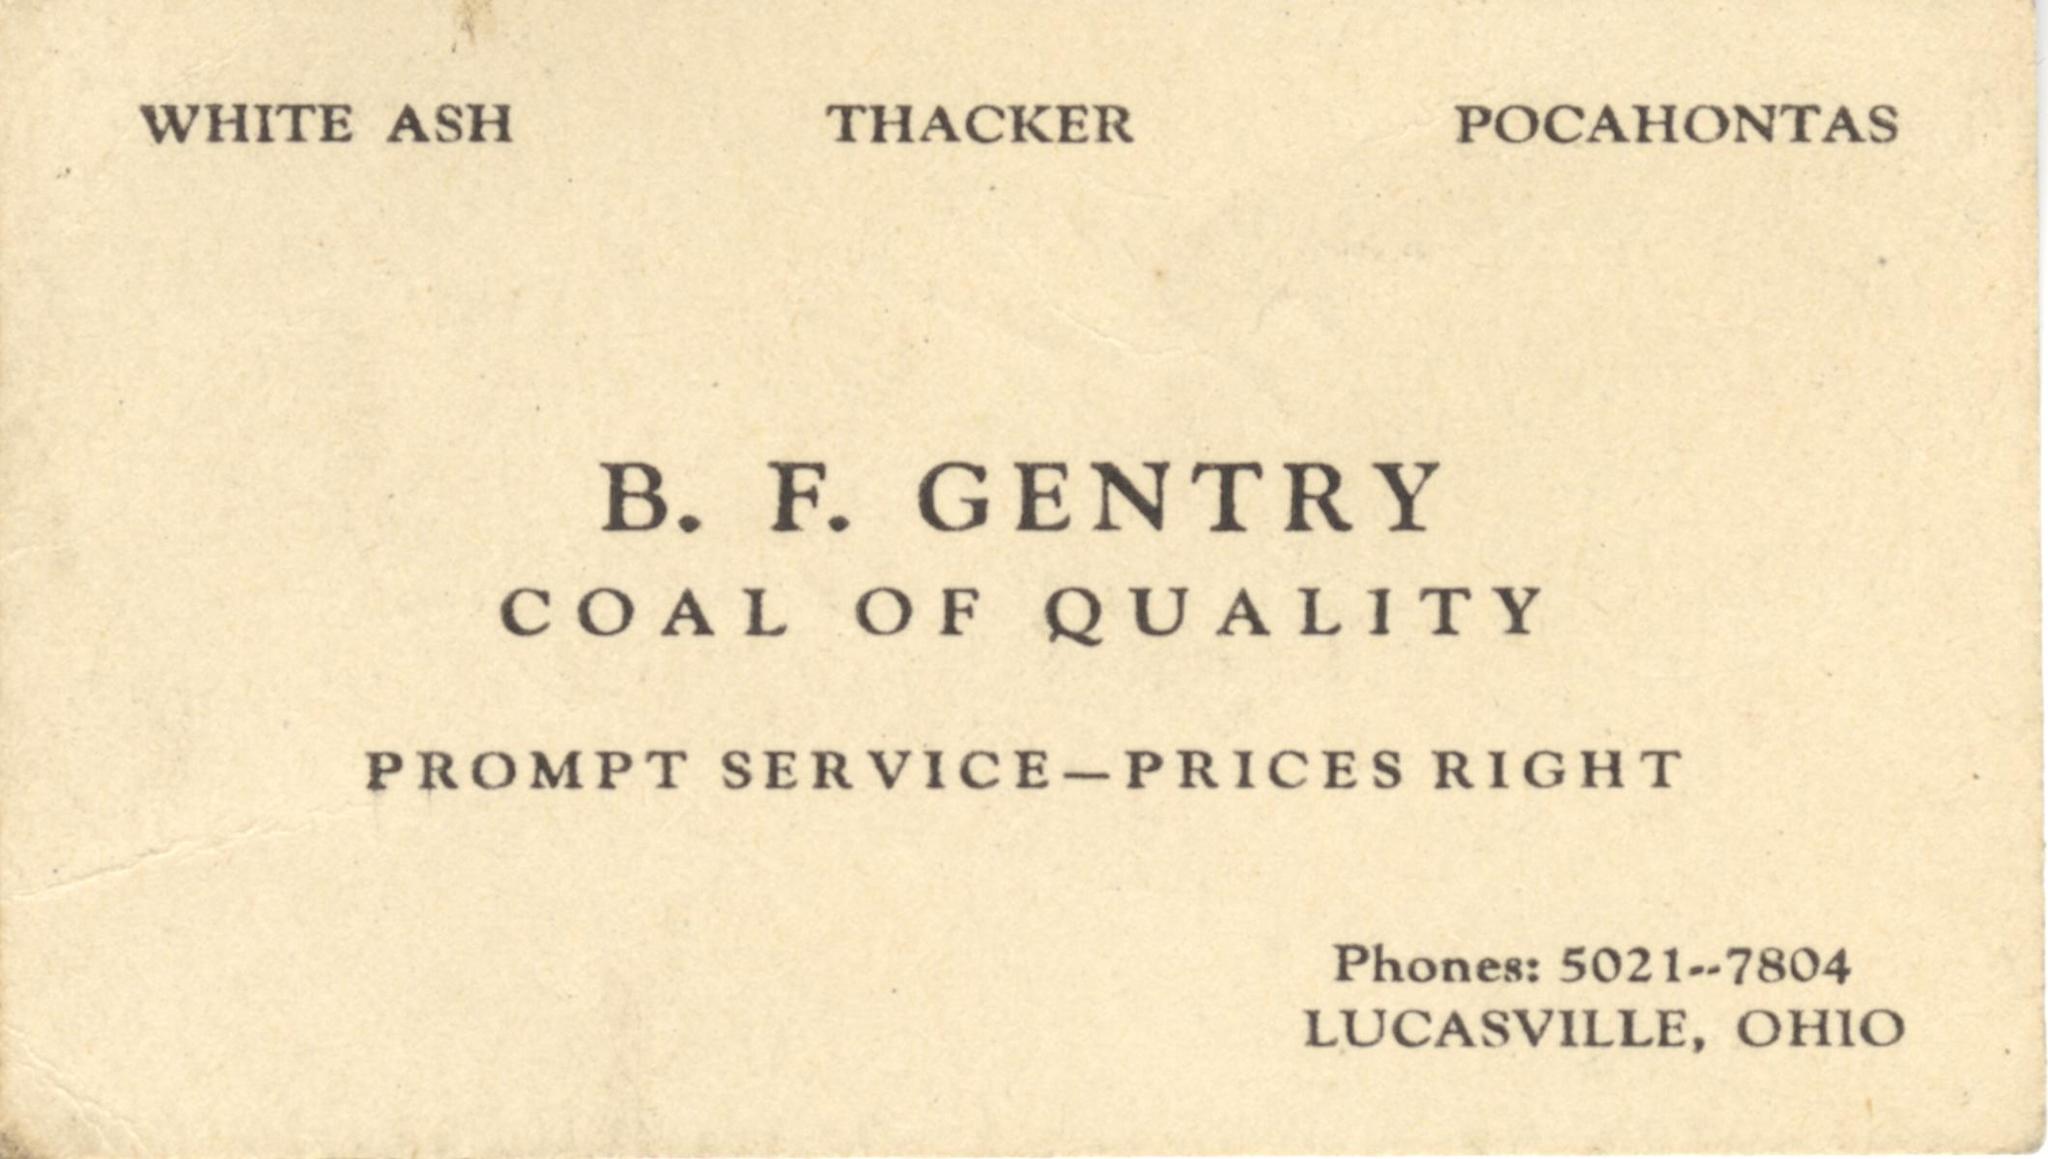 WHITE ASH THACKER POCAHONTAS
B. F. GENTRY
COAL OF QUALITY
PROMPT SERVICE—PRICES RIGHT
Phones: 5021--7804
LUCASVILLE, OHIO